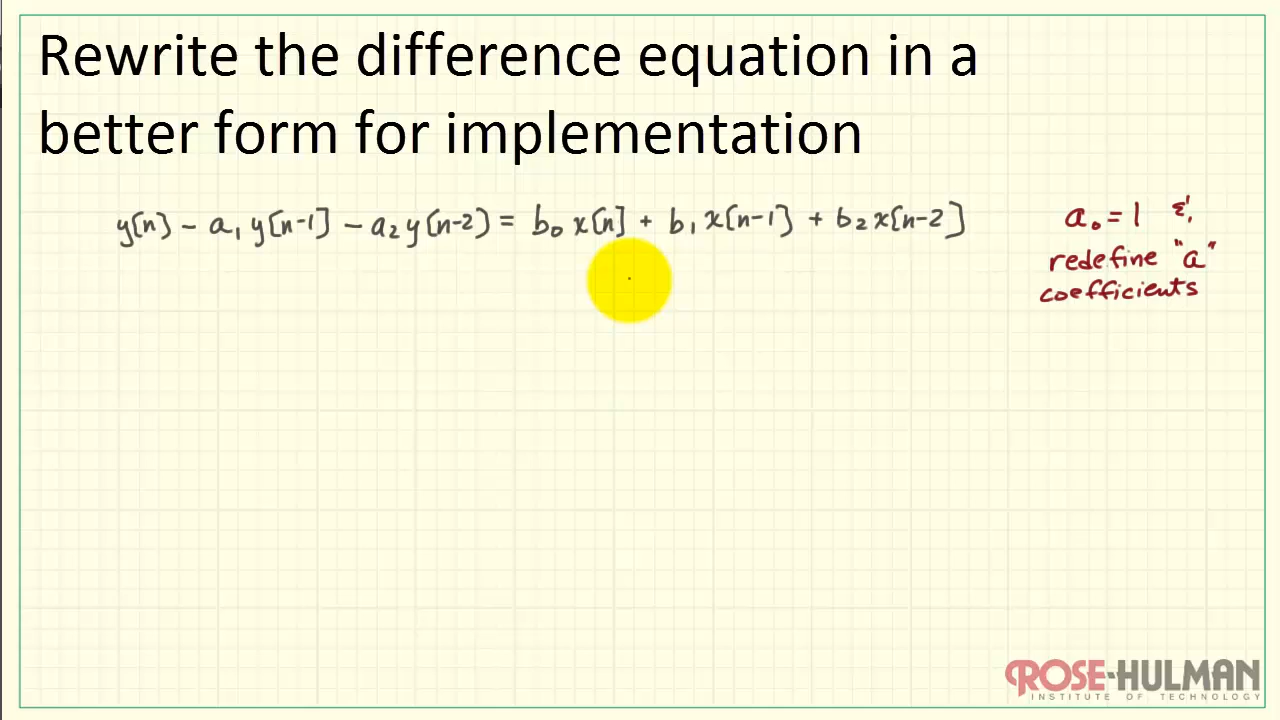 Rewrite the difference equation in a
better form for implementation
y[n] - a₁ y[n-1] - a₂ y[n-2] = b₀ x[n] + b₁ x[n-1] + b₂ x[n-2]
a₀ = 1 &
redefine "a"
coefficients
ROSE-HULMAN
INSTITUTE OF TECHNOLOGY